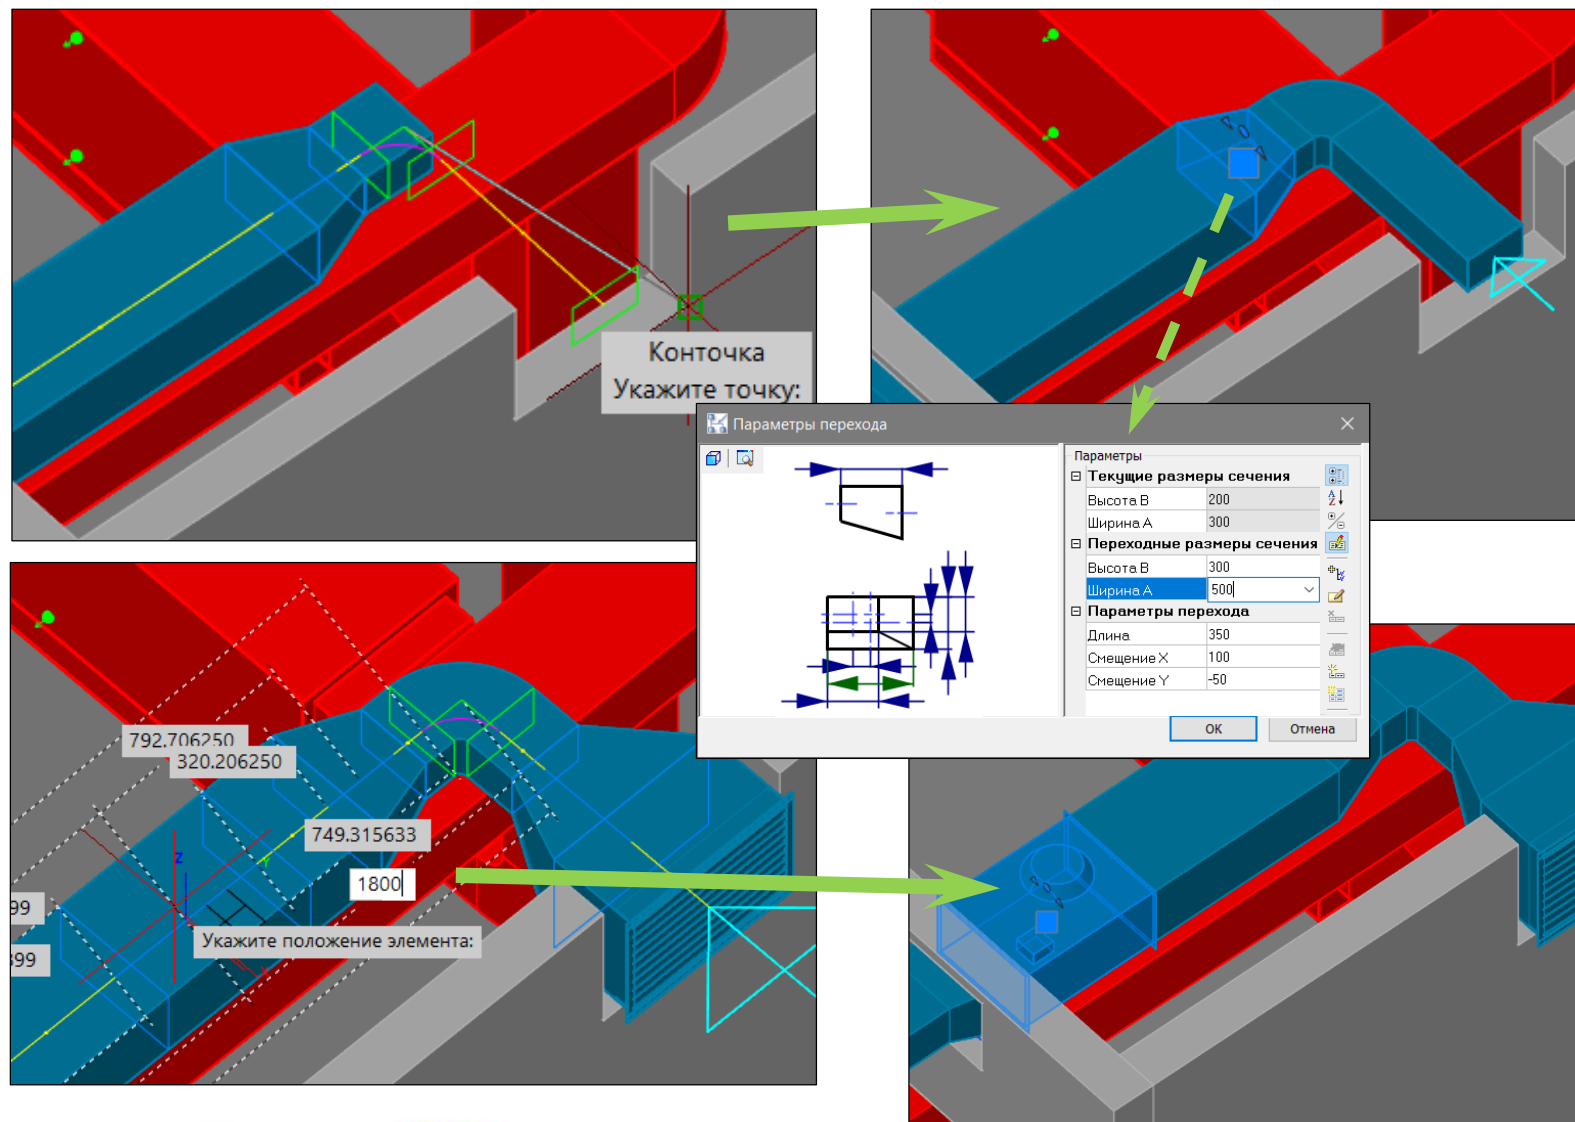 Конточка
Укажите точку:
Параметры перехода
Параметры
Текущие размеры сечения
Высота B 200
Ширина A 300
Переходные размеры сечения
Высота B 300
Ширина A 500
Параметры перехода
Длина 350
Смещение X 100
Смещение Y -50
OK Отмена
792.706250
320.206250
749.315633
1800
99
Укажите положение элемента:
399
Z
Y